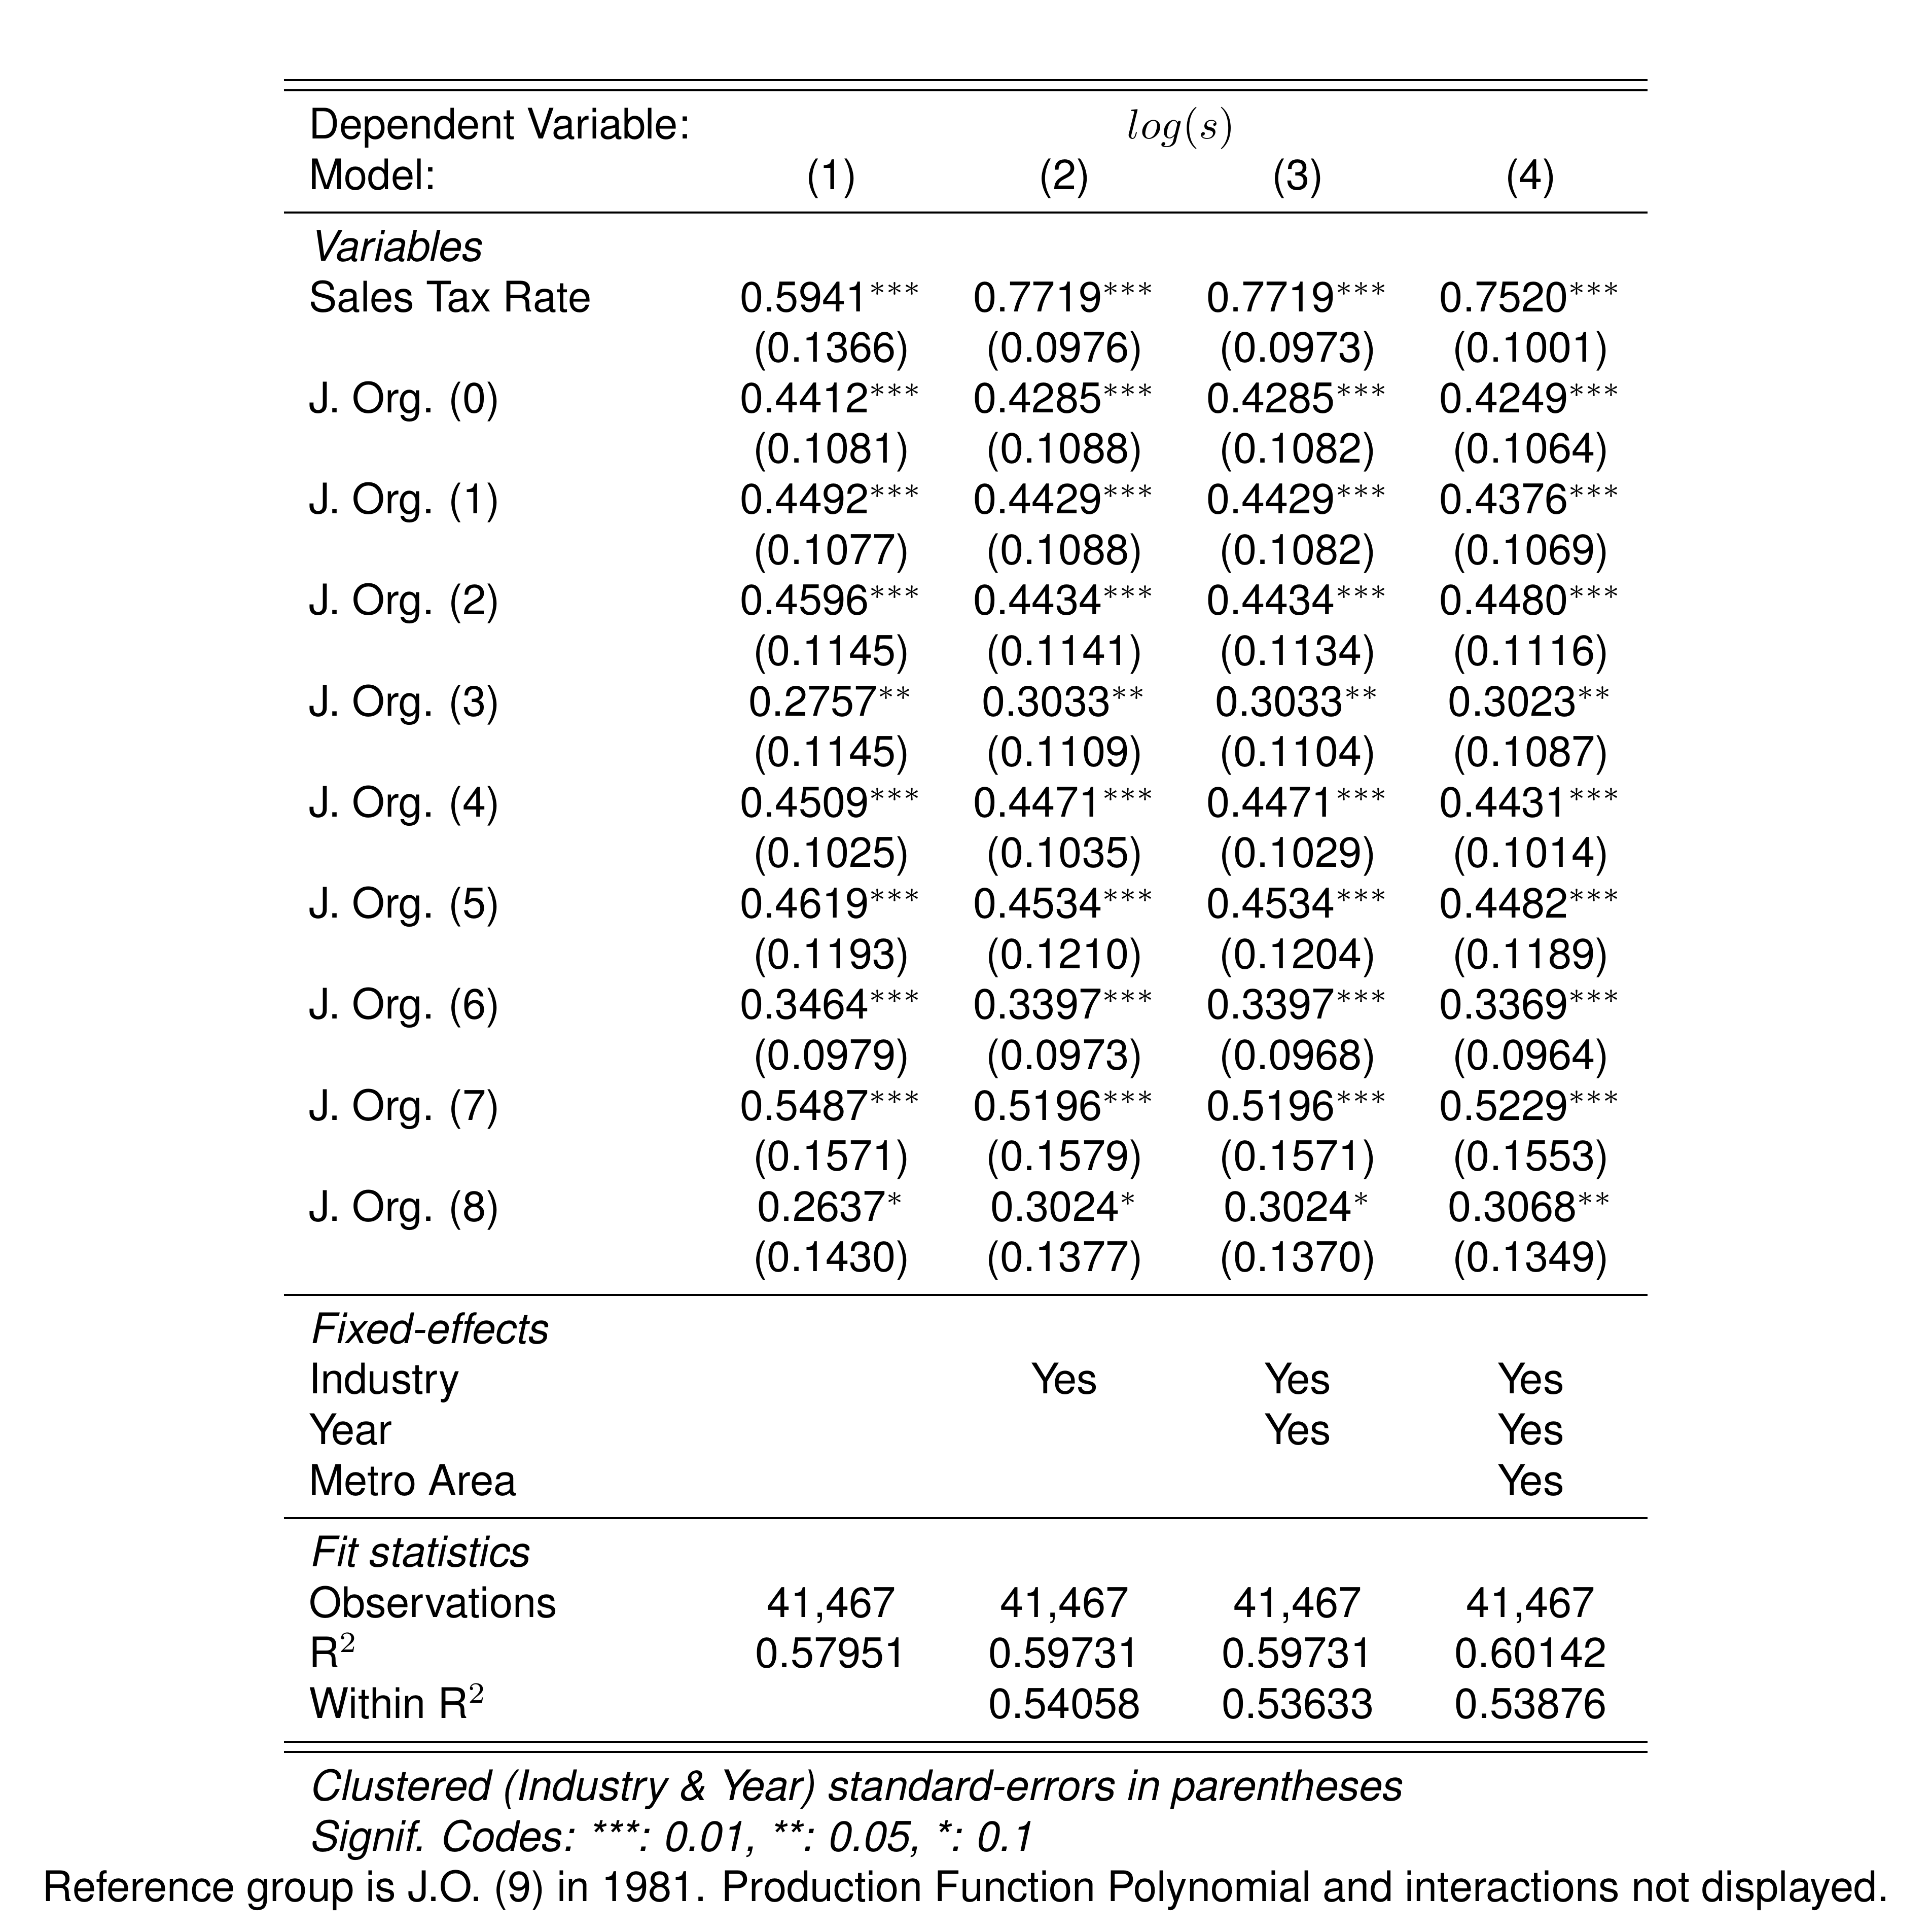 Dependent Variable: log(s)
Model: (1) (2) (3) (4)
Variables
Sales Tax Rate 0.5941*** 0.7719*** 0.7719*** 0.7520***
(0.1366) (0.0976) (0.0973) (0.1001)
J. Org. (0) 0.4412*** 0.4285*** 0.4285*** 0.4249***
(0.1081) (0.1088) (0.1082) (0.1064)
J. Org. (1) 0.4492*** 0.4429*** 0.4429*** 0.4376***
(0.1077) (0.1088) (0.1082) (0.1069)
J. Org. (2) 0.4596*** 0.4434*** 0.4434*** 0.4480***
(0.1145) (0.1141) (0.1134) (0.1116)
J. Org. (3) 0.2757** 0.3033** 0.3033** 0.3023**
(0.1145) (0.1109) (0.1104) (0.1087)
J. Org. (4) 0.4509*** 0.4471*** 0.4471*** 0.4431***
(0.1025) (0.1035) (0.1029) (0.1014)
J. Org. (5) 0.4619*** 0.4534*** 0.4534*** 0.4482***
(0.1193) (0.1210) (0.1204) (0.1189)
J. Org. (6) 0.3464*** 0.3397*** 0.3397*** 0.3369***
(0.0979) (0.0973) (0.0968) (0.0964)
J. Org. (7) 0.5487*** 0.5196*** 0.5196*** 0.5229***
(0.1571) (0.1579) (0.1571) (0.1553)
J. Org. (8) 0.2637* 0.3024* 0.3024* 0.3068**
(0.1430) (0.1377) (0.1370) (0.1349)
Fixed-effects
Industry Yes Yes Yes
Year Yes Yes
Metro Area Yes
Fit statistics
Observations 41,467 41,467 41,467 41,467
R² 0.57951 0.59731 0.59731 0.60142
Within R² 0.54058 0.53633 0.53876
Clustered (Industry & Year) standard-errors in parentheses
Signif. Codes: ***: 0.01, **: 0.05, *: 0.1
Reference group is J.O. (9) in 1981. Production Function Polynomial and interactions not displayed.